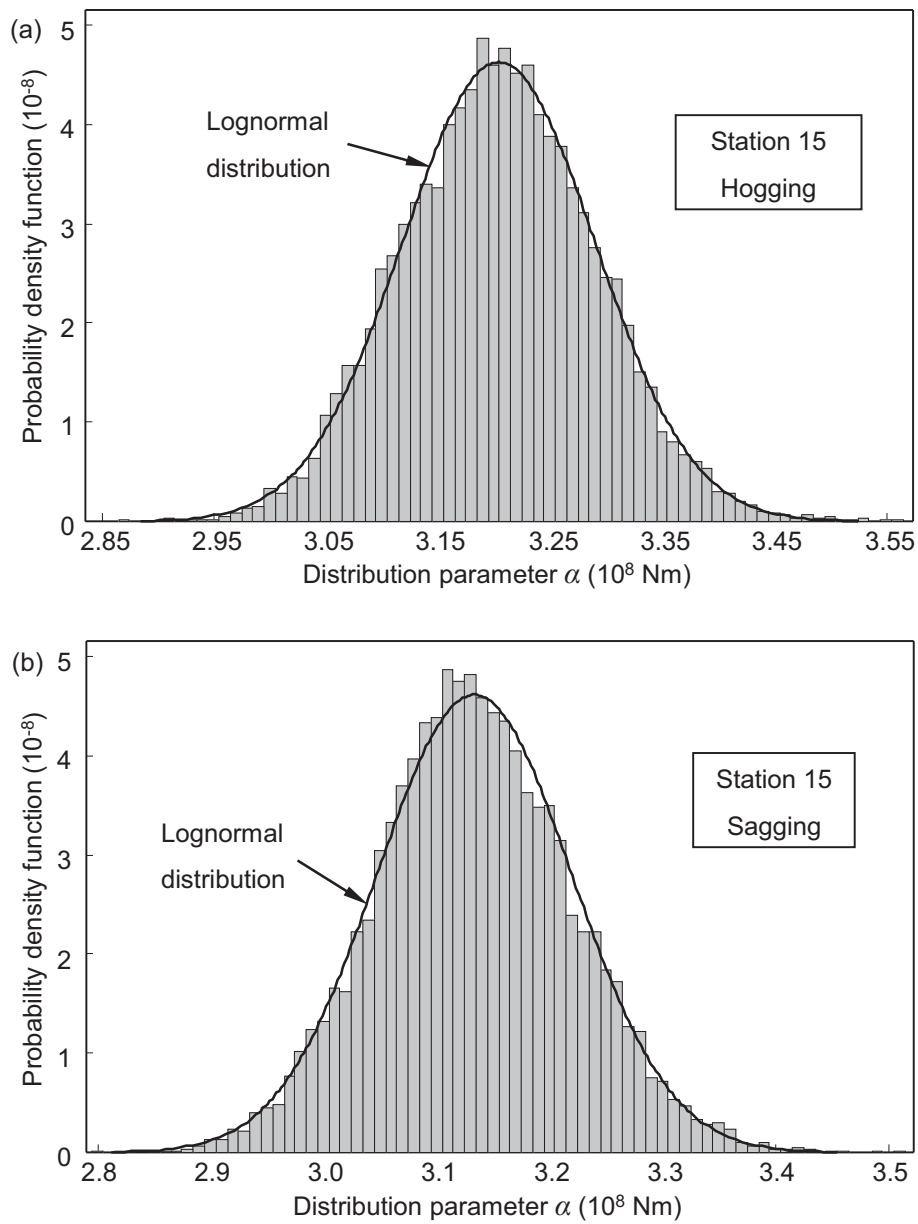 (a)
Probability density function (10⁻⁸)
5
4
3
2
1
0
Lognormal
distribution
Station 15
Hogging
2.85 2.95 3.05 3.15 3.25 3.35 3.45 3.55
Distribution parameter α (10⁸ Nm)
(b)
Probability density function (10⁻⁸)
5
4
3
2
1
0
Lognormal
distribution
Station 15
Sagging
2.8 2.9 3.0 3.1 3.2 3.3 3.4 3.5
Distribution parameter α (10⁸ Nm)